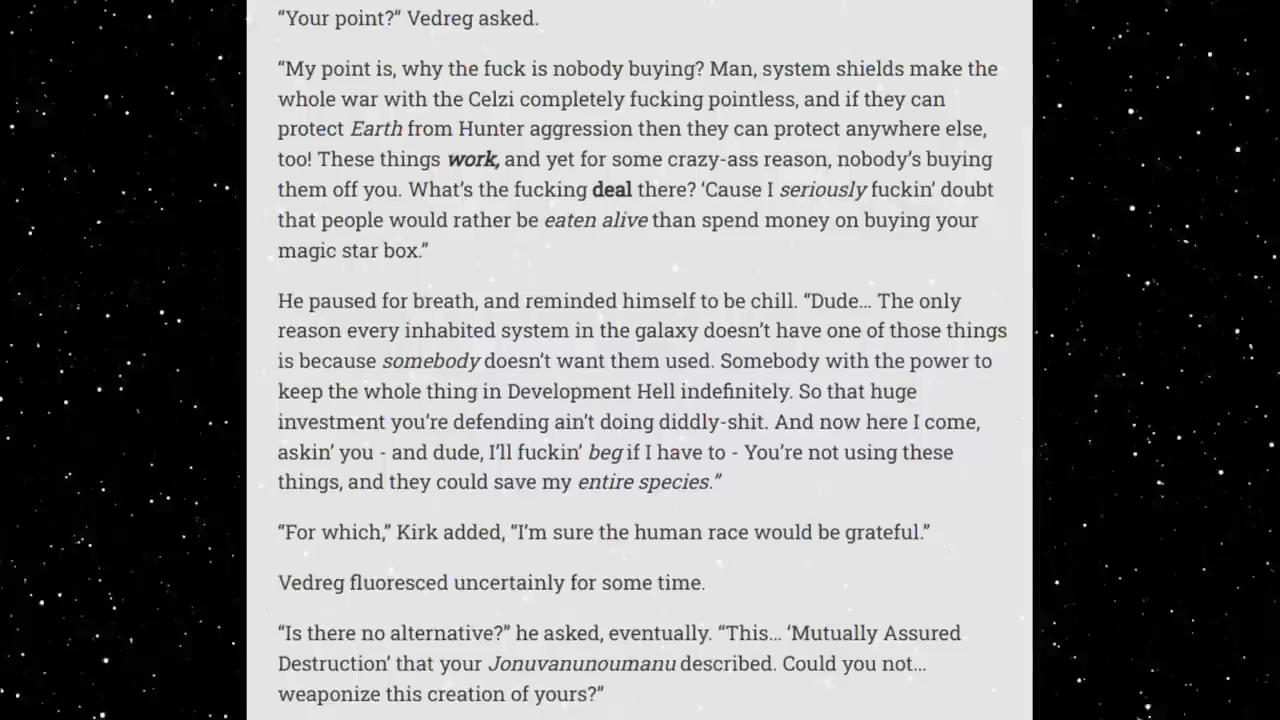 “Your point?” Vedreg asked.
“My point is, why the fuck is nobody buying? Man, system shields make the
whole war with the Celzi completely fucking pointless, and if they can
protect Earth from Hunter aggression then they can protect anywhere else,
too! These things work, and yet for some crazy-ass reason, nobody’s buying
them off you. What’s the fucking deal there? ‘Cause I seriously fuckin’ doubt
that people would rather be eaten alive than spend money on buying your
magic star box.”
He paused for breath, and reminded himself to be chill. “Dude… The only
reason every inhabited system in the galaxy doesn’t have one of those things
is because somebody doesn’t want them used. Somebody with the power to
keep the whole thing in Development Hell indefinitely. So that huge
investment you’re defending ain’t doing diddly-shit. And now here I come,
askin’ you - and dude, I’ll fuckin’ beg if I have to - You’re not using these
things, and they could save my entire species.”
“For which,” Kirk added, “I’m sure the human race would be grateful.”
Vedreg fluoresced uncertainly for some time.
“Is there no alternative?” he asked, eventually. “This… ‘Mutually Assured
Destruction’ that your Jonuvanunoumanu described. Could you not…
weaponize this creation of yours?”